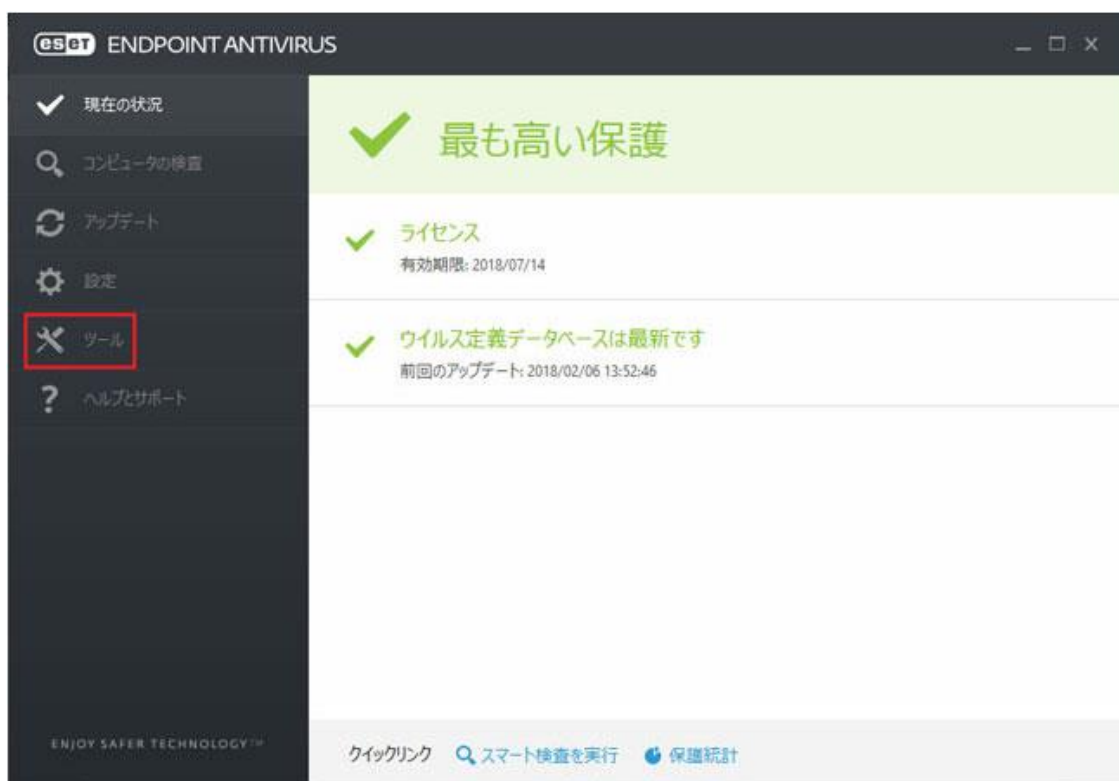 eset ENDPOINT ANTIVIRUS
現在の状況
コンピュータの検査
アップデート
設定
ツール
ヘルプとサポート
ENJOY SAFER TECHNOLOGY™
最も高い保護
ライセンス
有効期限: 2018/07/14
ウイルス定義データベースは最新です
前回のアップデート: 2018/02/06 13:52:46
クイックリンク スマート検査を実行 保護統計